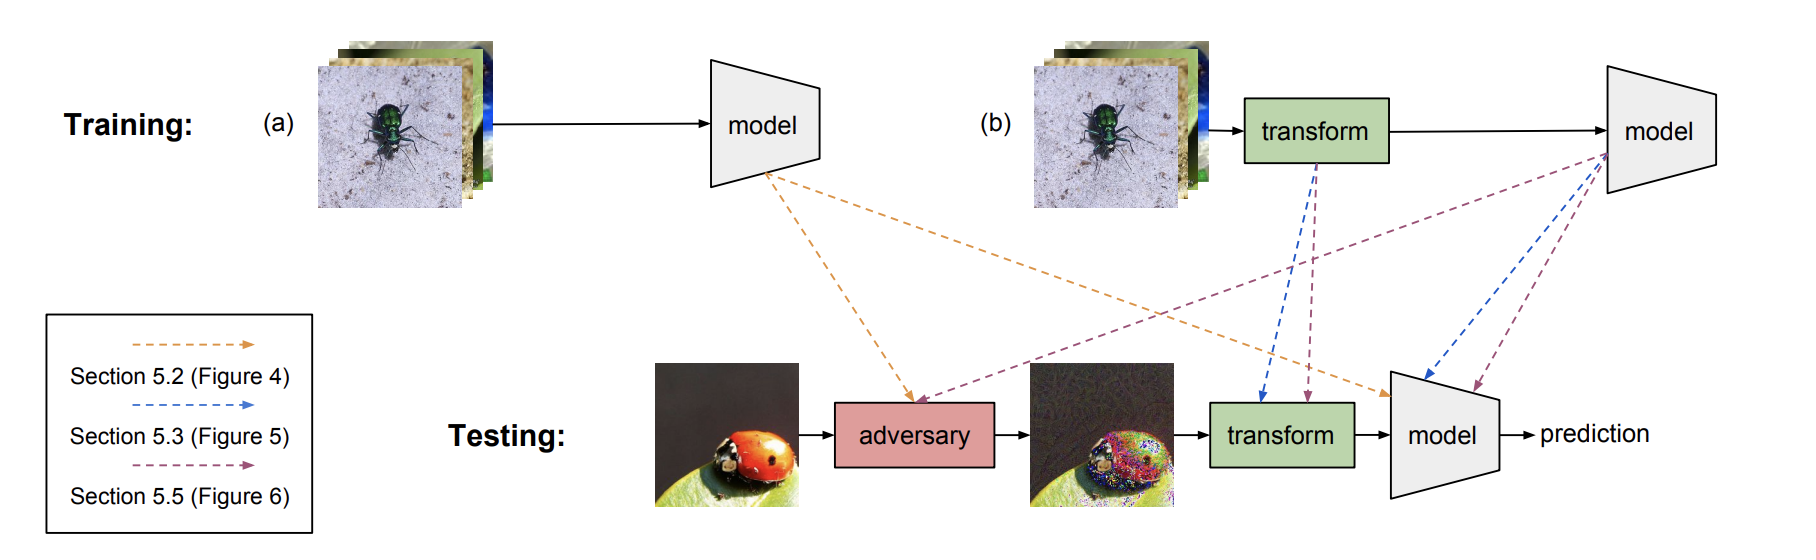 Training:
(a)
model
(b)
transform
model
Section 5.2 (Figure 4)
Section 5.3 (Figure 5)
Section 5.5 (Figure 6)
Testing:
adversary
transform
model
prediction